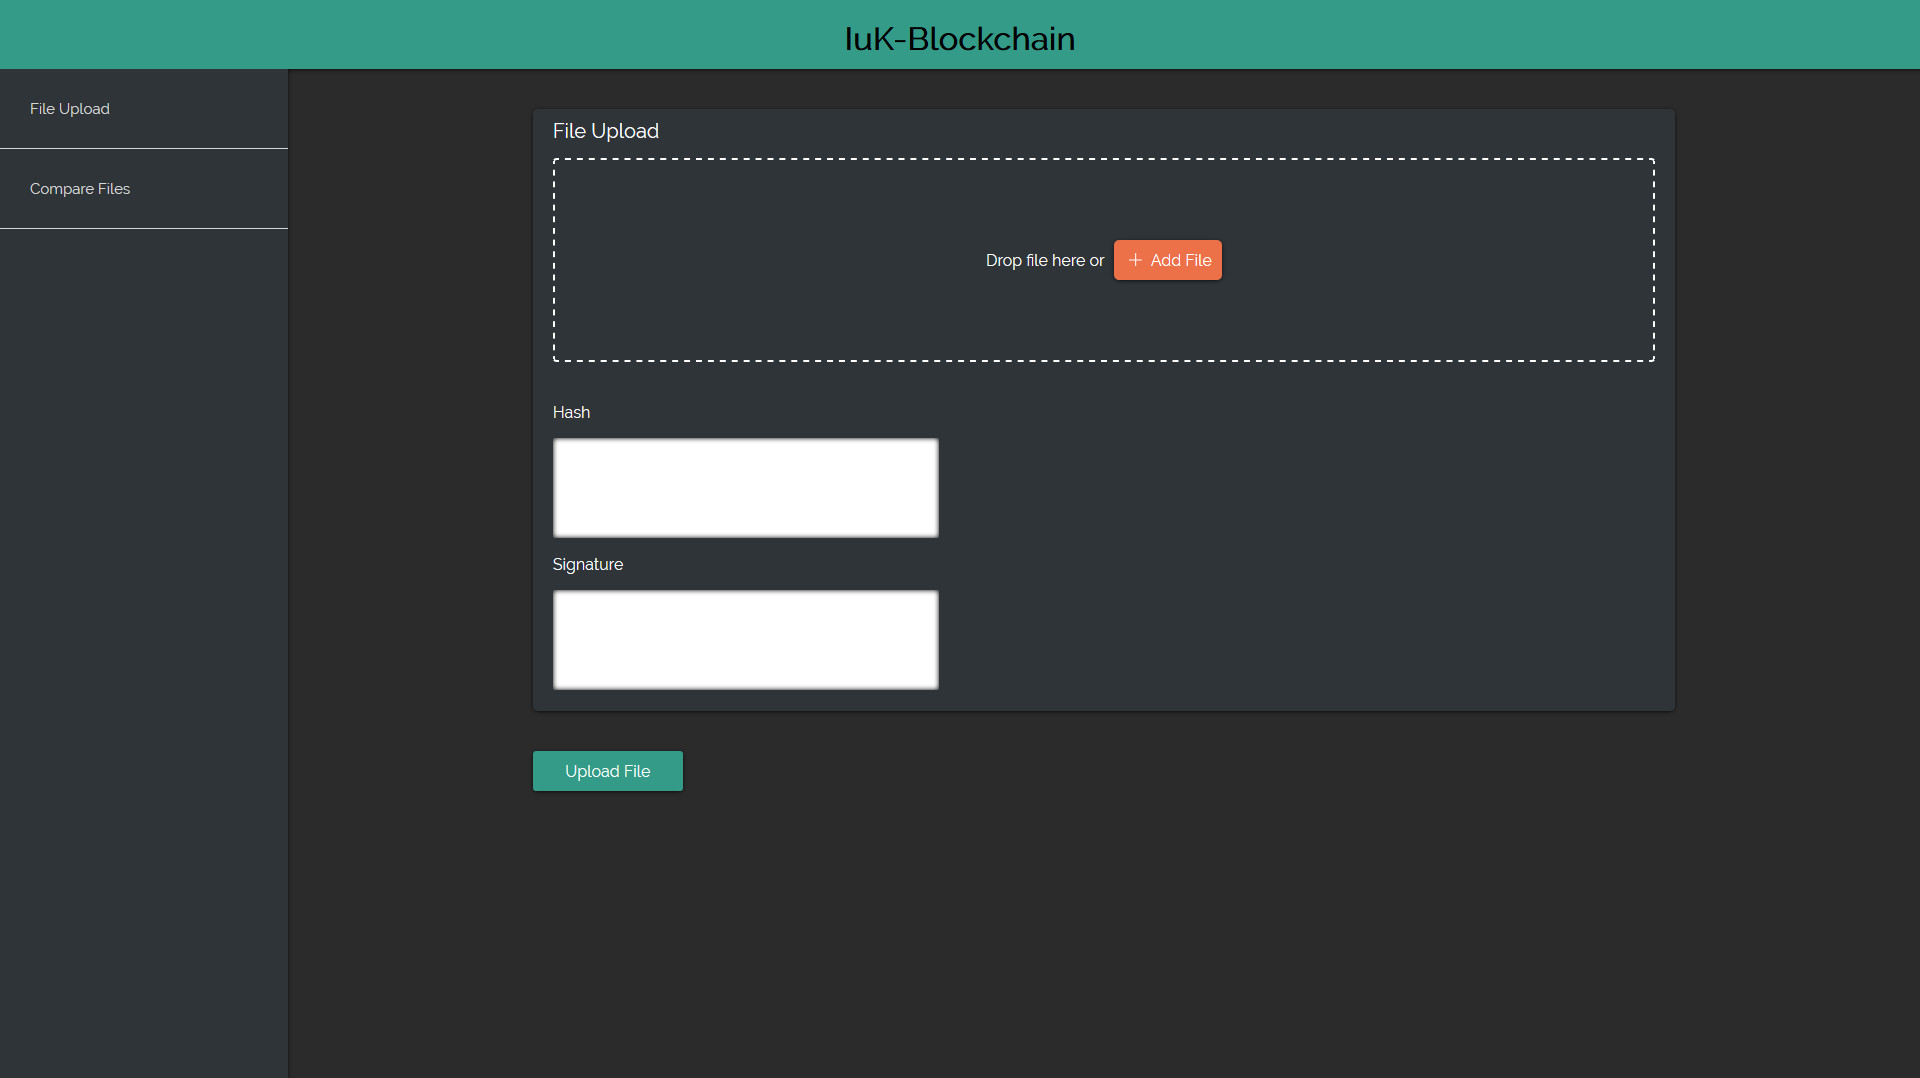 IuK-Blockchain
File Upload
Compare Files
File Upload
Drop file here or + Add File
Hash
Signature
Upload File